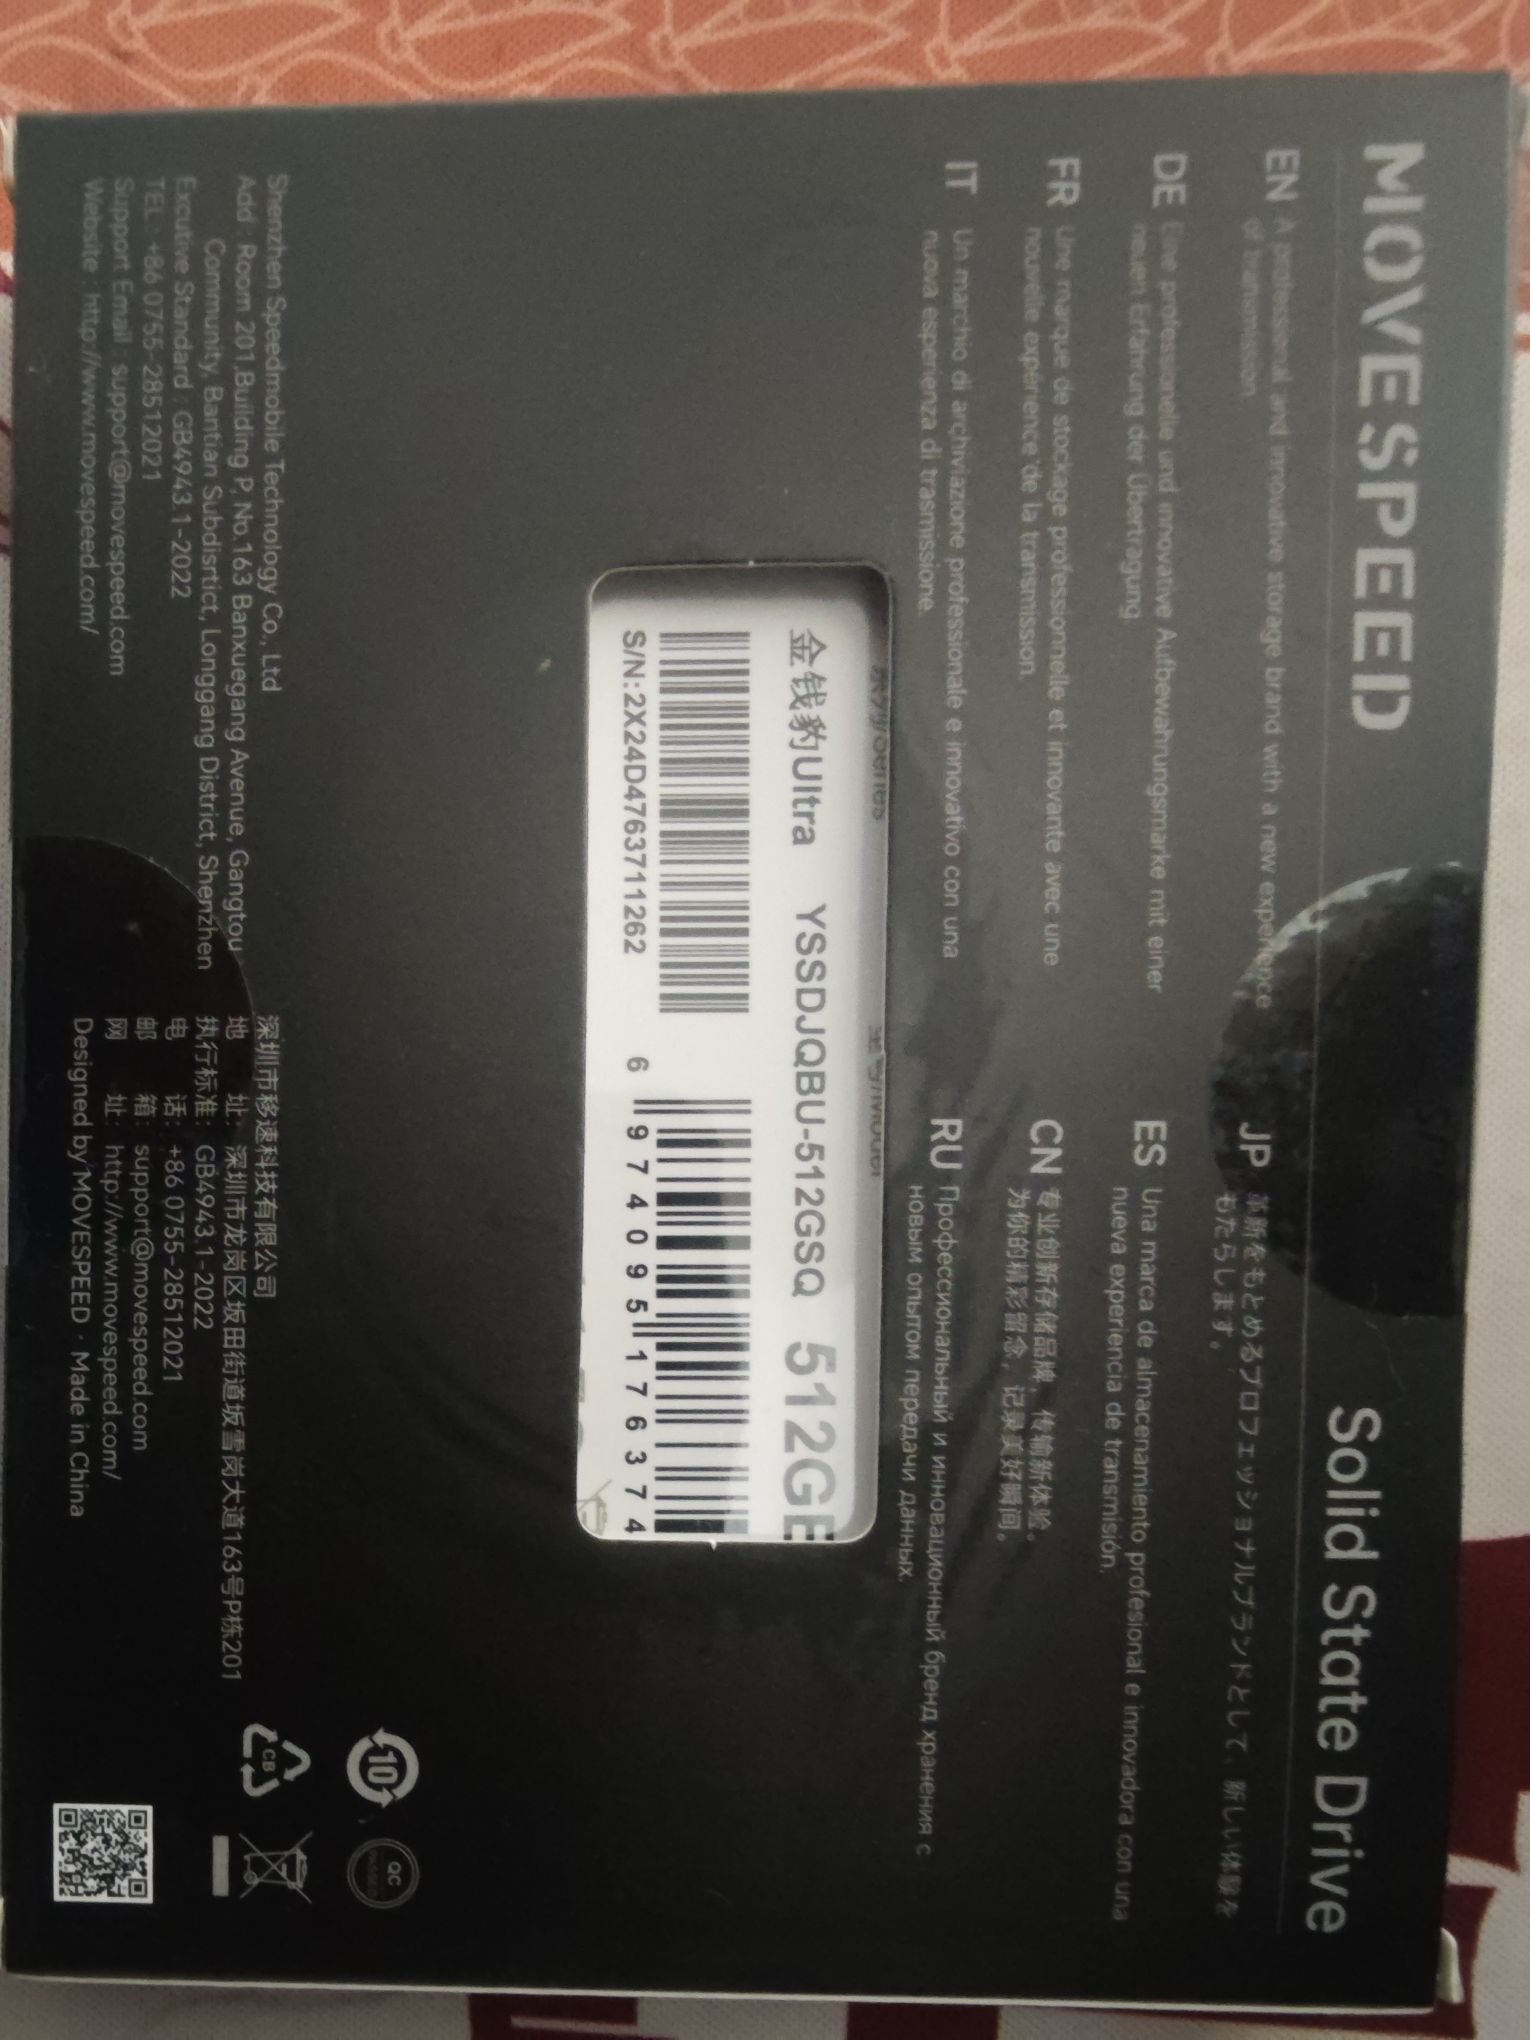 MOVESPEED
Solid State Drive
EN A professional and innovative storage brand with a new experience
of transmission
DE Eine professionelle und innovative Aufbewahrungsmarke mit einer
neuen Erfahrung der Übertragung.
FR Une marque de stockage professionnelle et innovante avec une
nouvelle expérience de la transmission.
IT Un marchio di archiviazione professionale e innovativo con una
nuova esperienza di trasmissione.
JP 革新をもとめるプロフェッショナルブランドとして、新しい体験を
もたらします。
ES Una marca de almacenamiento profesional e innovadora con una
nueva experiencia de transmisión.
CN 专业创新存储品牌，传输新体验。
为你的精彩留念，记录美好瞬间。
RU Профессиональный и инновационный бренд хранения с
новым опытом передачи данных.
金钱豹Ultra YSSDJQBU-512GSQ 512GB
S/N:2X24D4763711262
6 974095 176374
Shenzhen Speedmobile Technology Co., Ltd
Add : Room 201,Building P, No.163 Banxuegang Avenue, Gangtou
Community, Bantian Subdisrtict, Longgang District, Shenzhen
Excutive Standard : GB4943.1-2022
TEL : +86 0755-28512021
Support Email : support@movespeed.com
Website : http://www.movespeed.com/
深圳市移速科技有限公司
地 址：深圳市龙岗区坂田街道坂雪岗大道163号P栋201
执行标准：GB4943.1-2022
电 话：+86 0755-28512021
邮 箱：support@movespeed.com
网 址：http://www.movespeed.com/
Designed by MOVESPEED · Made in China
10
QC
CB